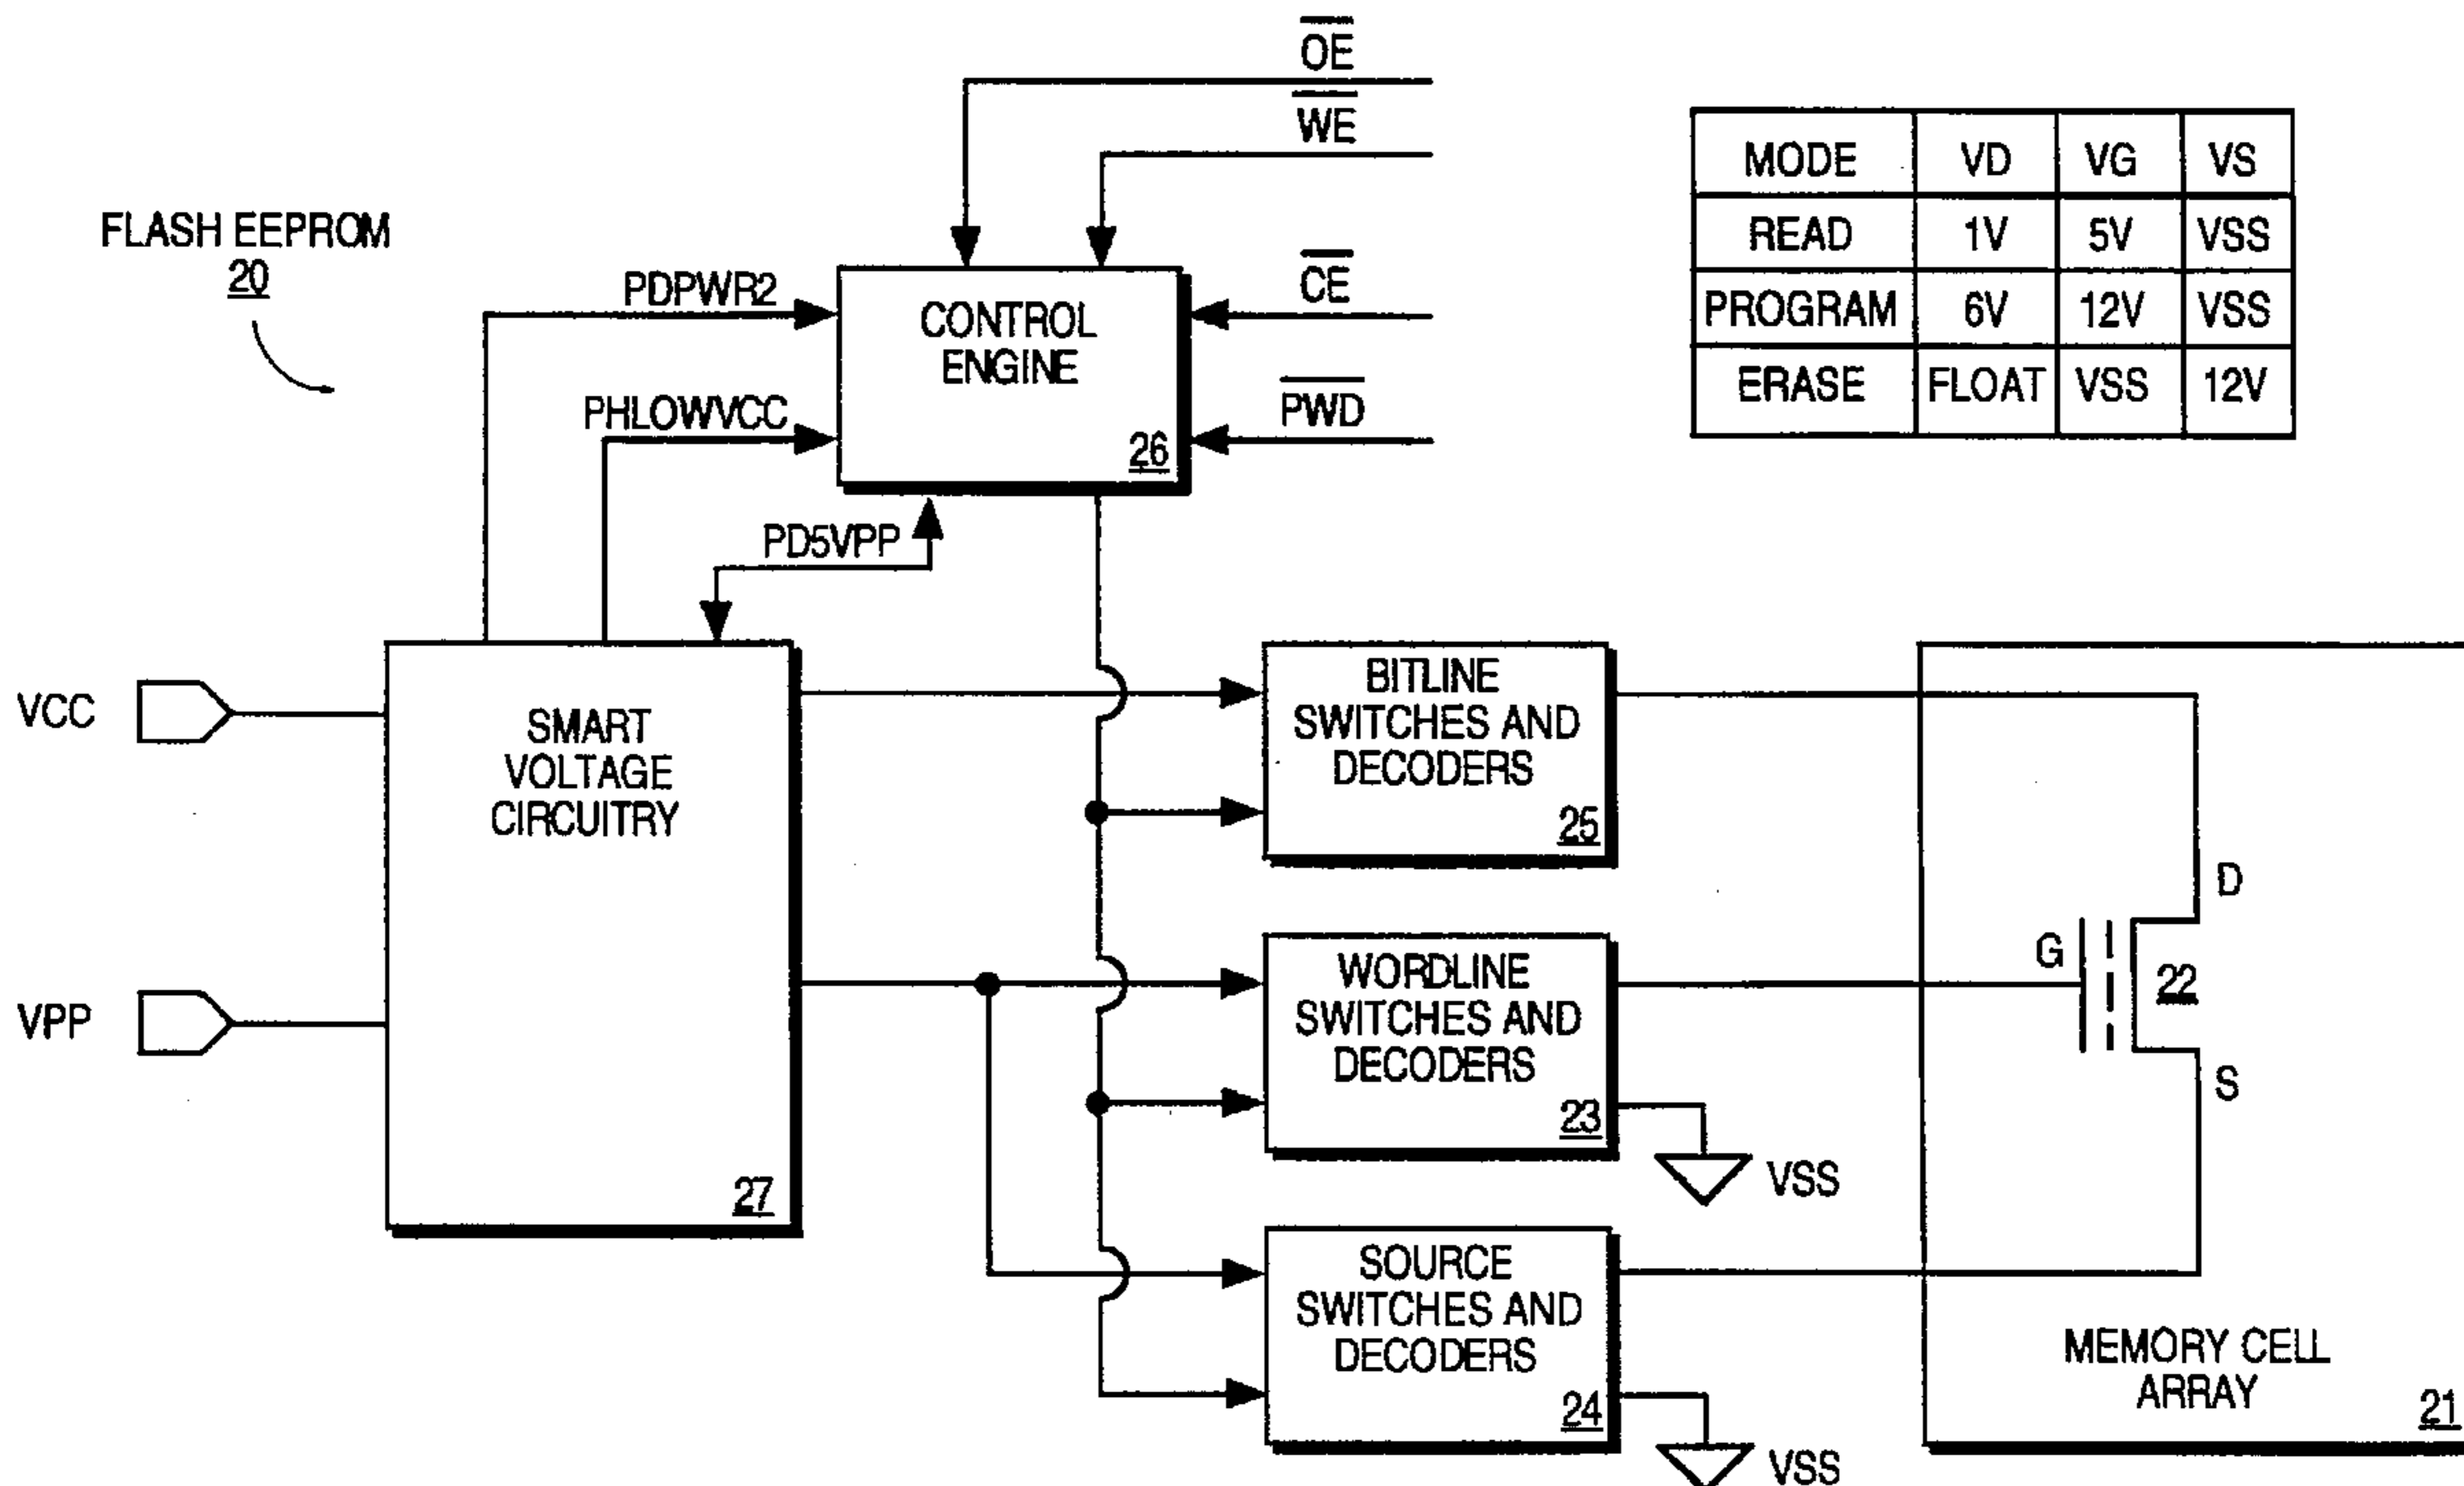 OE
WE
CE
PWD
FLASH EEPROM
20
PDPWR2
PHLOWVCC
PD5VPP
CONTROL
ENGINE
26
MODE VD VG VS
READ 1V 5V VSS
PROGRAM 6V 12V VSS
ERASE FLOAT VSS 12V
VCC
VPP
SMART
VOLTAGE
CIRCUITRY
27
BITLINE
SWITCHES AND
DECODERS
25
WORDLINE
SWITCHES AND
DECODERS
23
VSS
SOURCE
SWITCHES AND
DECODERS
24
VSS
D
G
22
S
MEMORY CELL
ARRAY
21